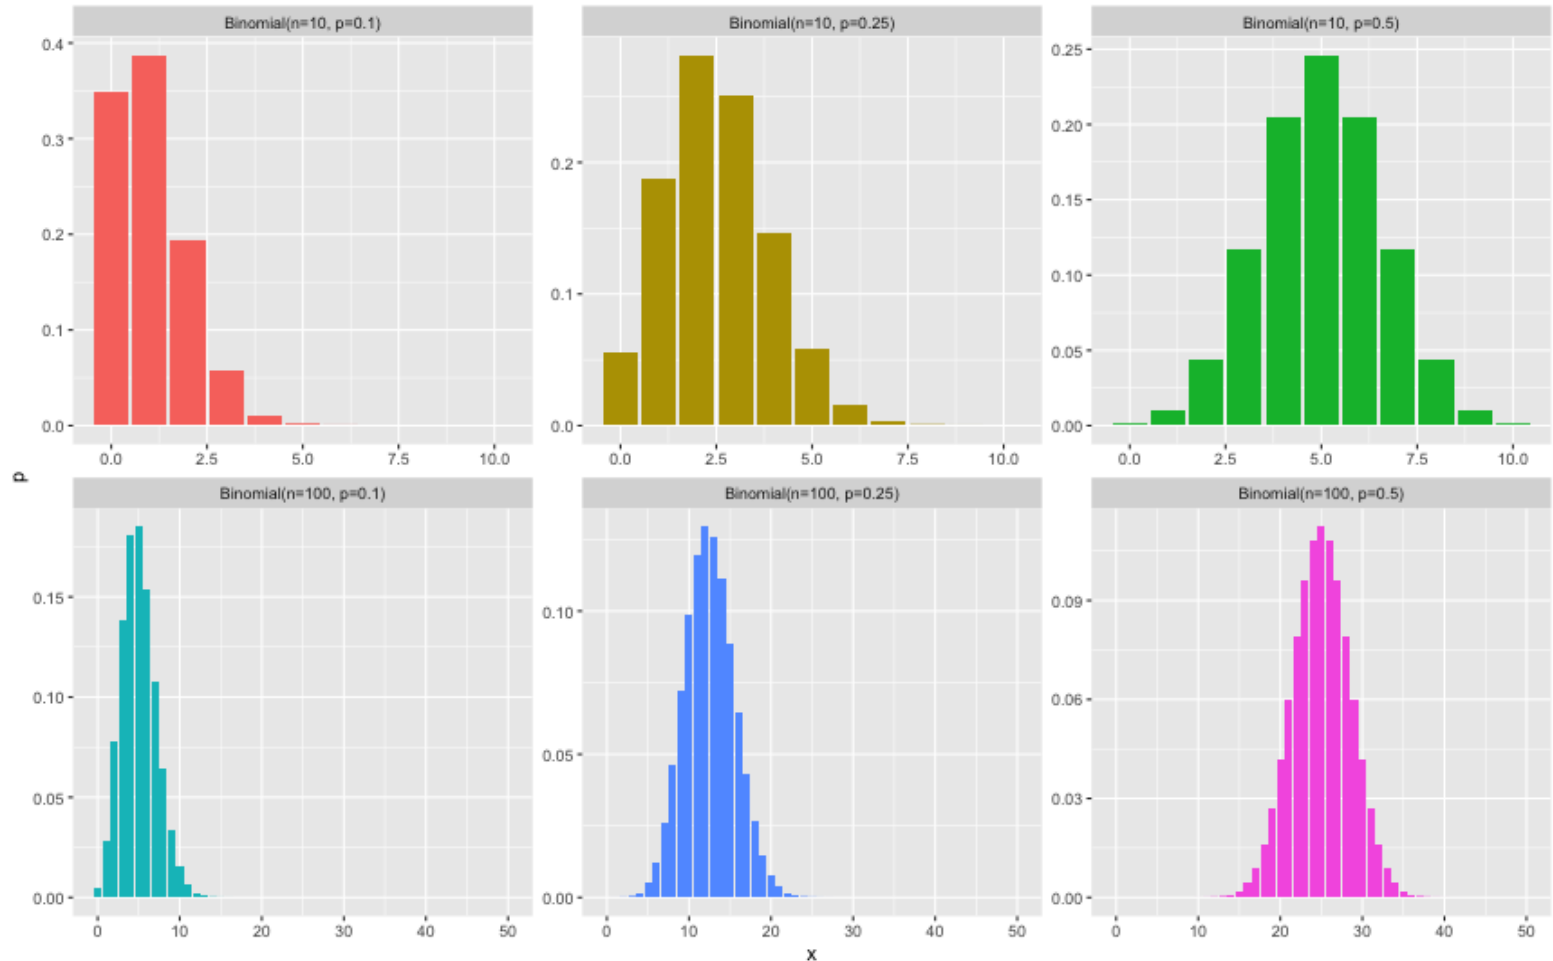 Binomial(n=10, p=0.1)
Binomial(n=10, p=0.25)
Binomial(n=10, p=0.5)
0.4
0.3
0.2
0.1
0.0
0.0 2.5 5.0 7.5 10.0
0.2
0.1
0.0
0.0 2.5 5.0 7.5 10.0
0.25
0.20
0.15
0.10
0.05
0.00
0.0 2.5 5.0 7.5 10.0
p
Binomial(n=100, p=0.1)
Binomial(n=100, p=0.25)
Binomial(n=100, p=0.5)
0.15
0.10
0.05
0.00
0 10 20 30 40 50
0.10
0.05
0.00
0 10 20 30 40 50
0.09
0.06
0.03
0.00
0 10 20 30 40 50
x